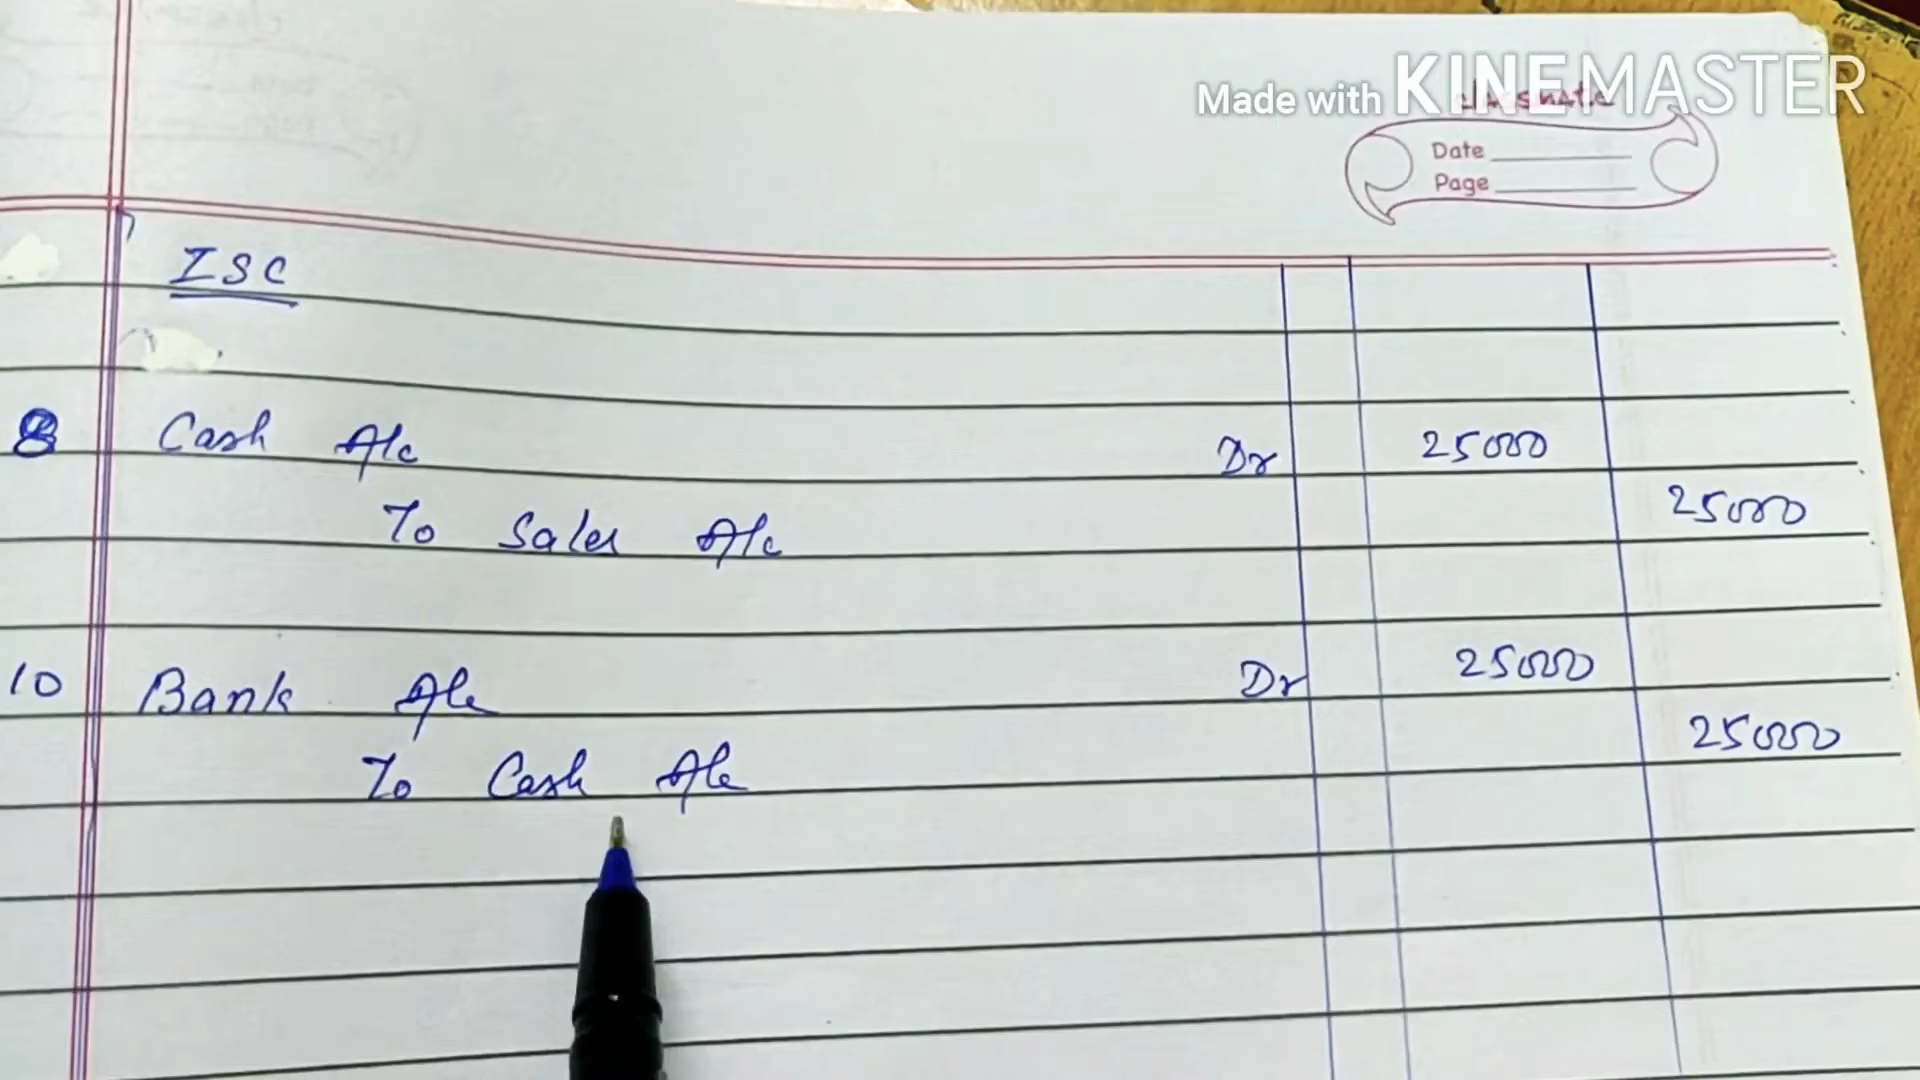 Made with KINEMASTER
classmate
Date
Page
ISC
8 Cash A/c Dr 25000
To Sales A/c 25000
10 Bank A/c Dr 25000
To Cash A/c 25000